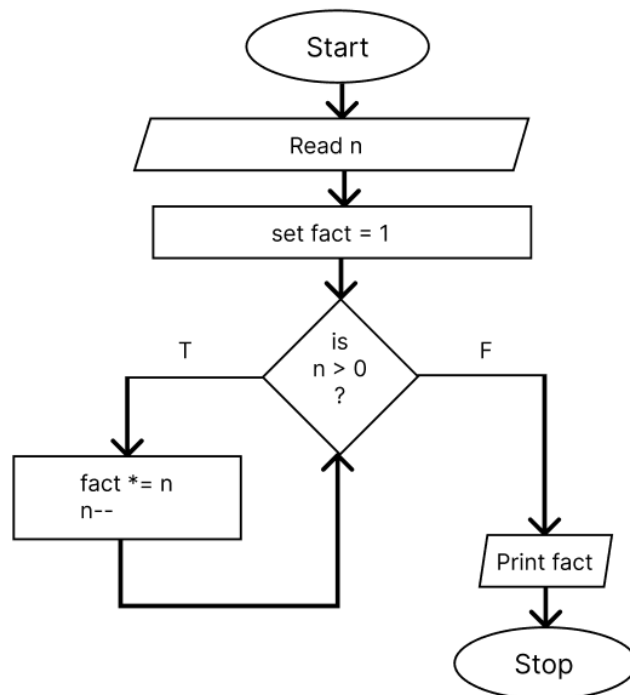 Start
Read n
set fact = 1
is
n > 0
?
T
F
fact *= n
n--
Print fact
Stop